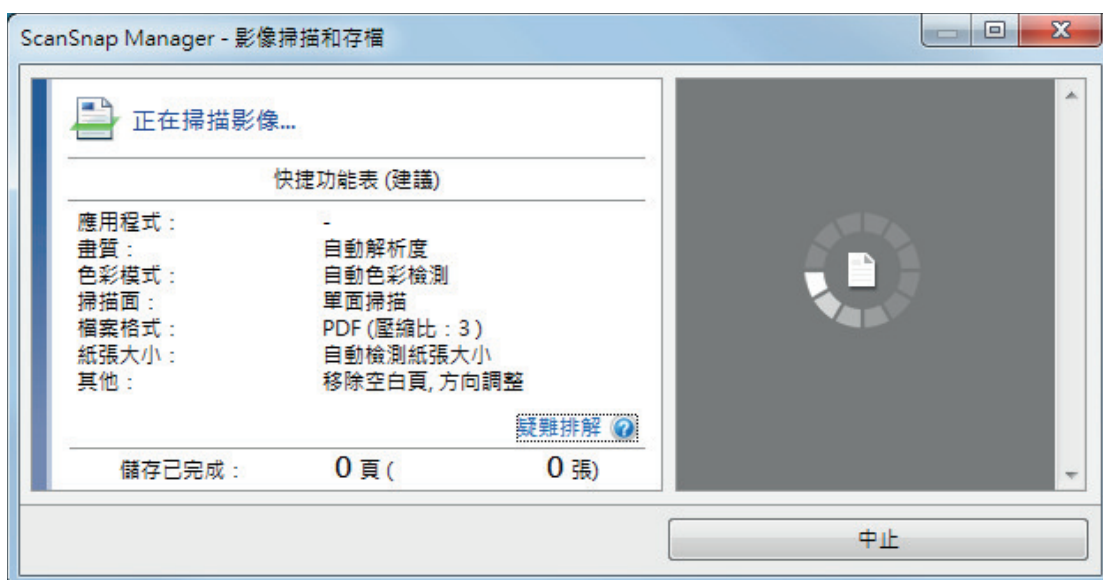 ScanSnap Manager - 影像掃描和存檔
正在掃描影像...
快捷功能表 (建議)
應用程式： -
畫質： 自動解析度
色彩模式： 自動色彩檢測
掃描面： 單面掃描
檔案格式： PDF (壓縮比：3 )
紙張大小： 自動檢測紙張大小
其他： 移除空白頁, 方向調整
疑難排解
儲存已完成： 0 頁 ( 0 張)
中止